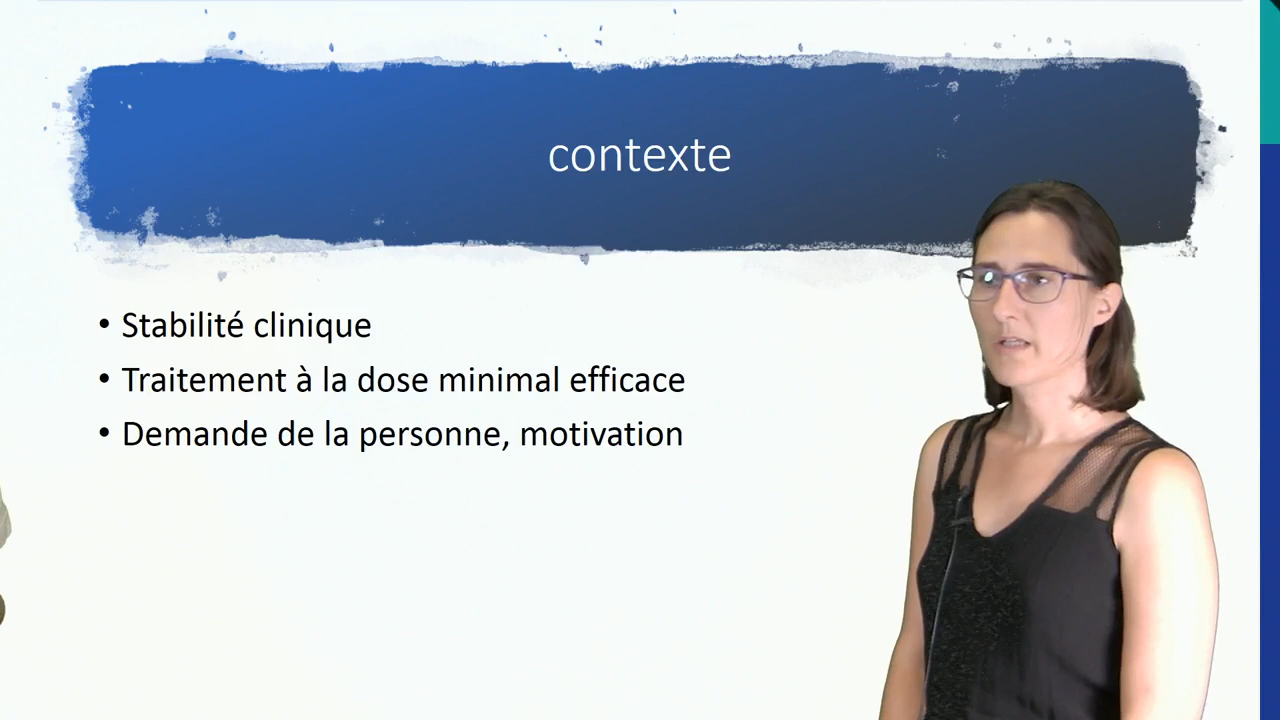 contexte
• Stabilité clinique
• Traitement à la dose minimal efficace
• Demande de la personne, motivation